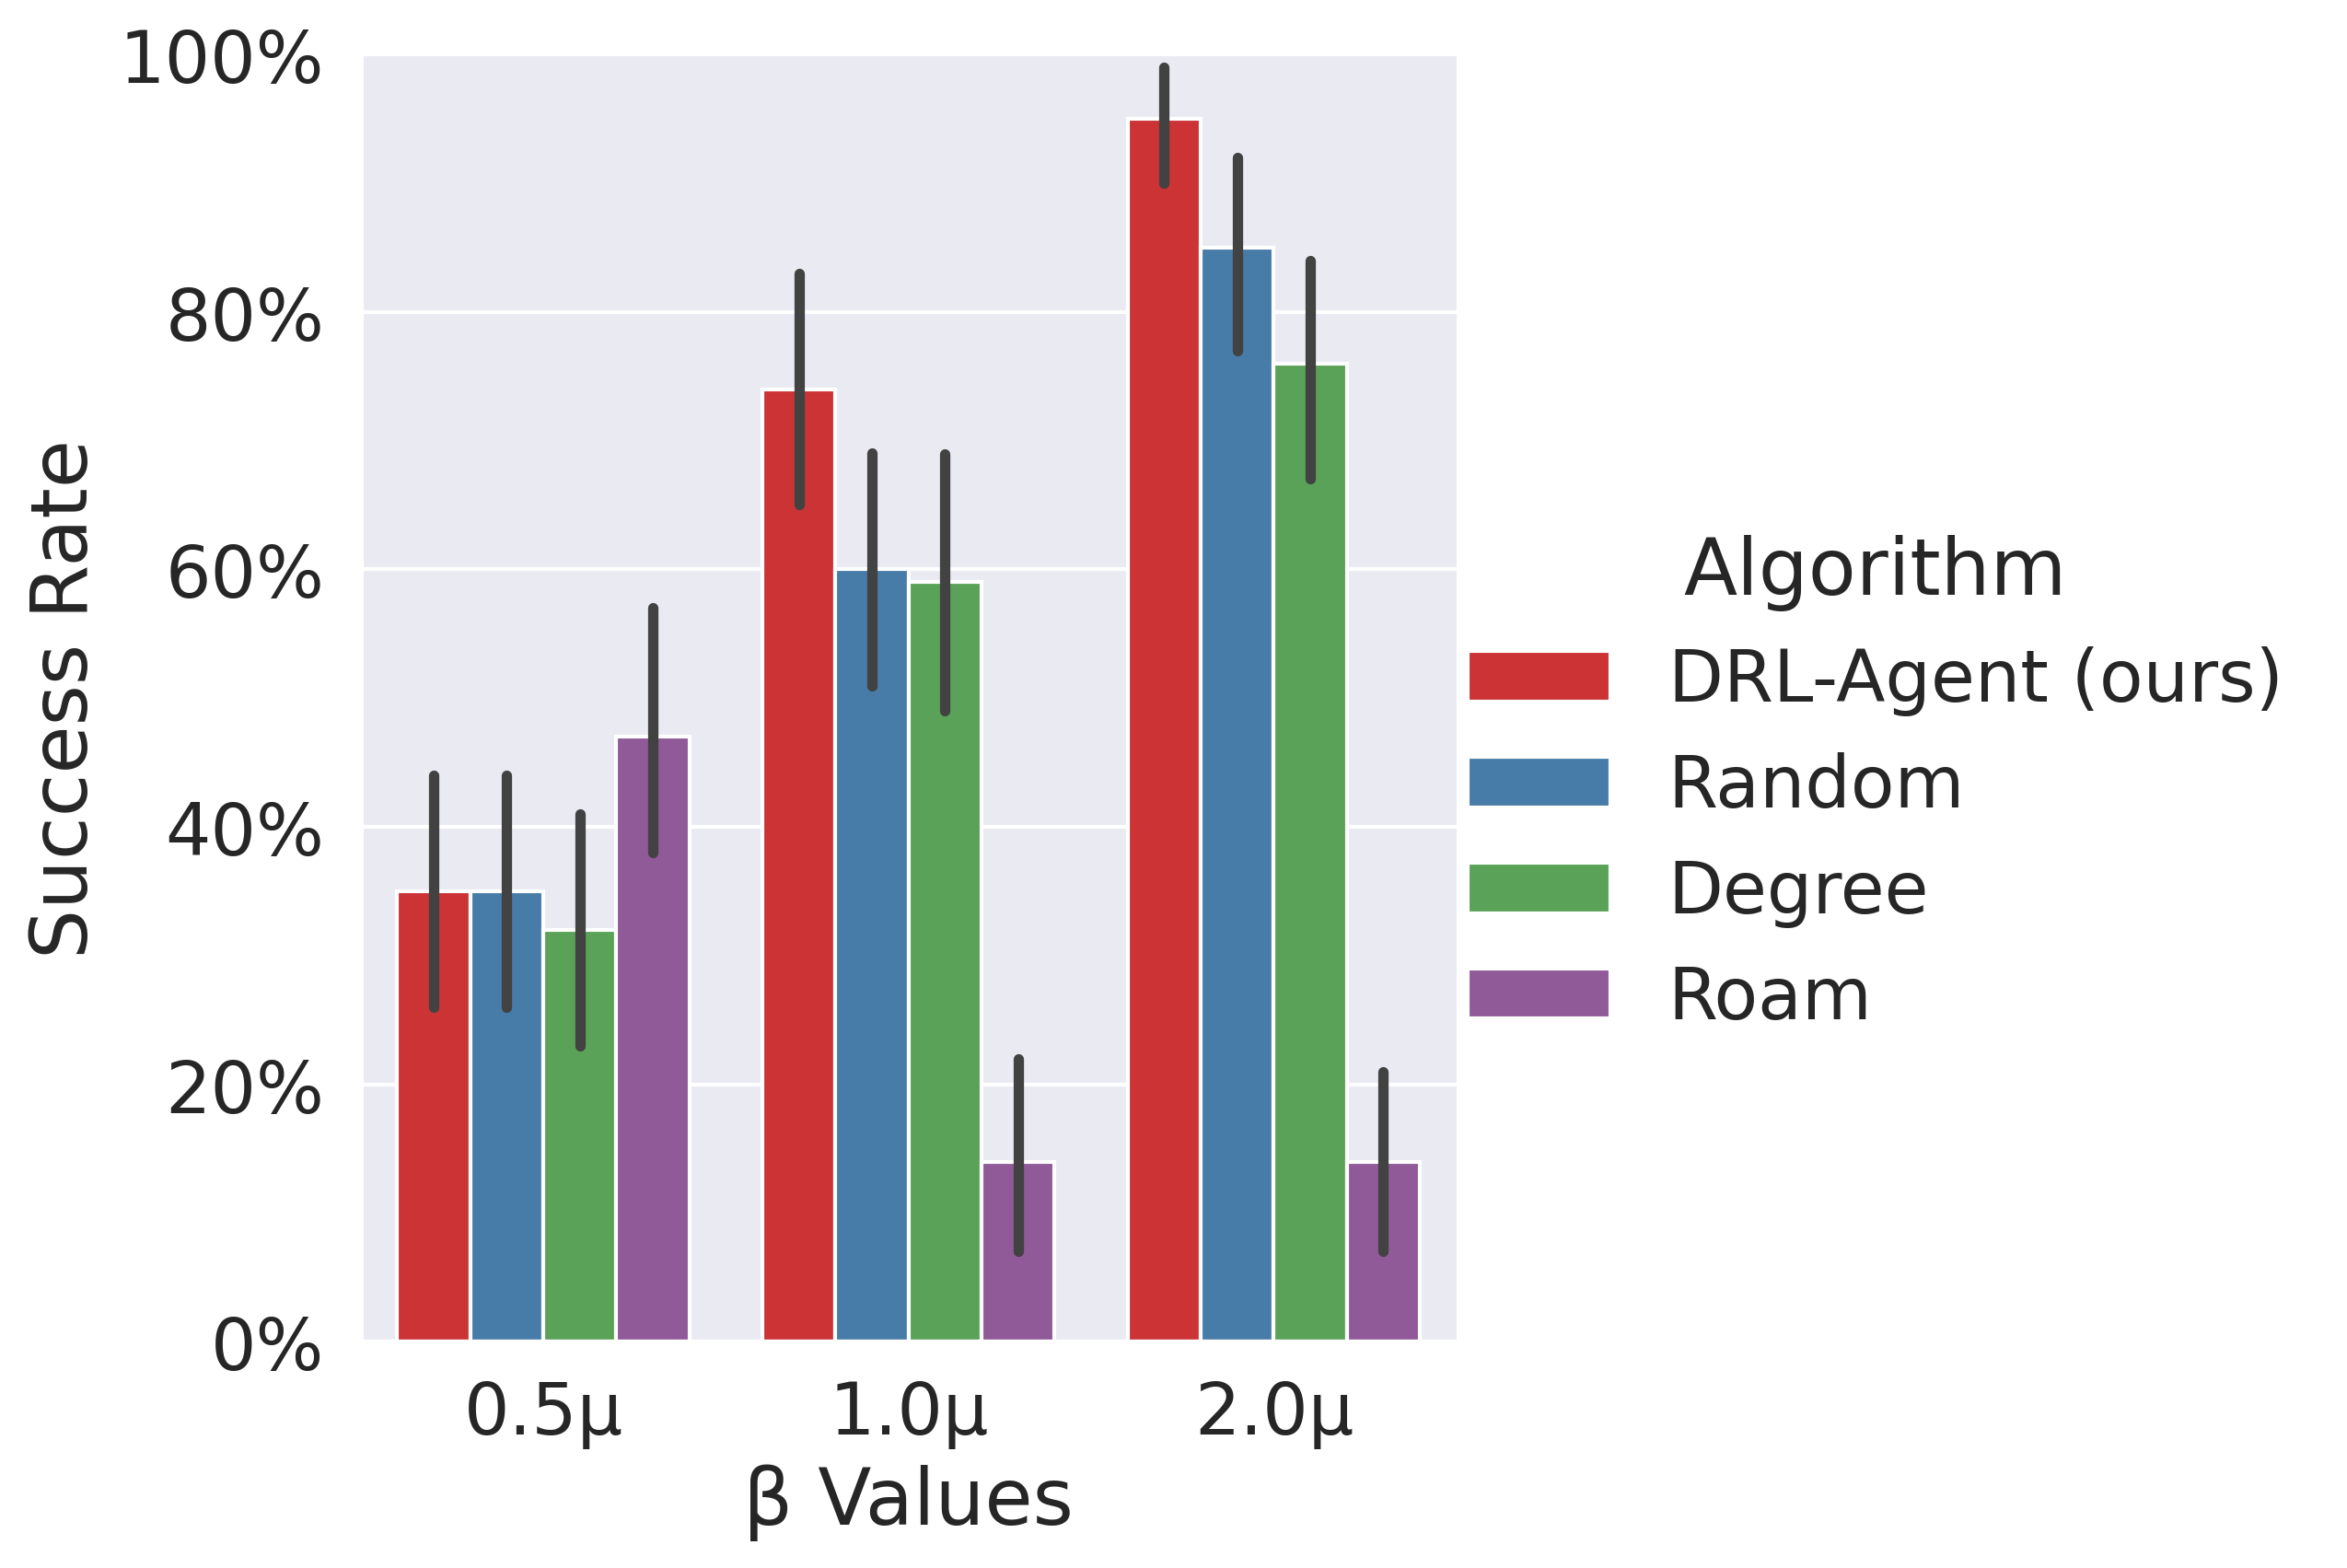 100%
80%
60%
40%
20%
0%
Success Rate
0.5µ
1.0µ
2.0µ
β Values
Algorithm
DRL-Agent (ours)
Random
Degree
Roam